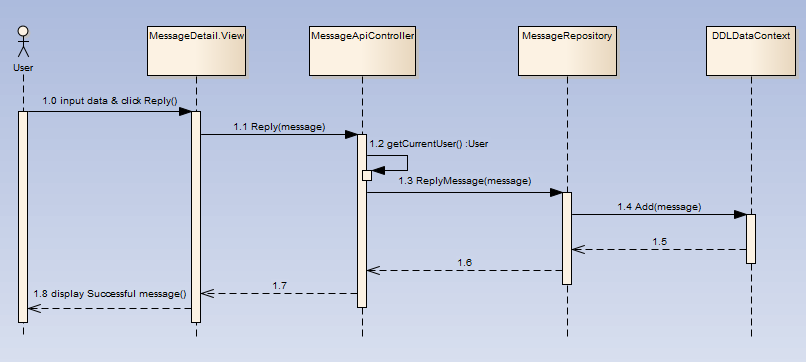 MessageDetail.View
MessageApiController
MessageRepository
DDLDataContext
User
1.0 input data & click Reply()
1.1 Reply(message)
1.2 getCurrentUser() :User
1.3 ReplyMessage(message)
1.4 Add(message)
1.5
1.6
1.7
1.8 display Successful message()